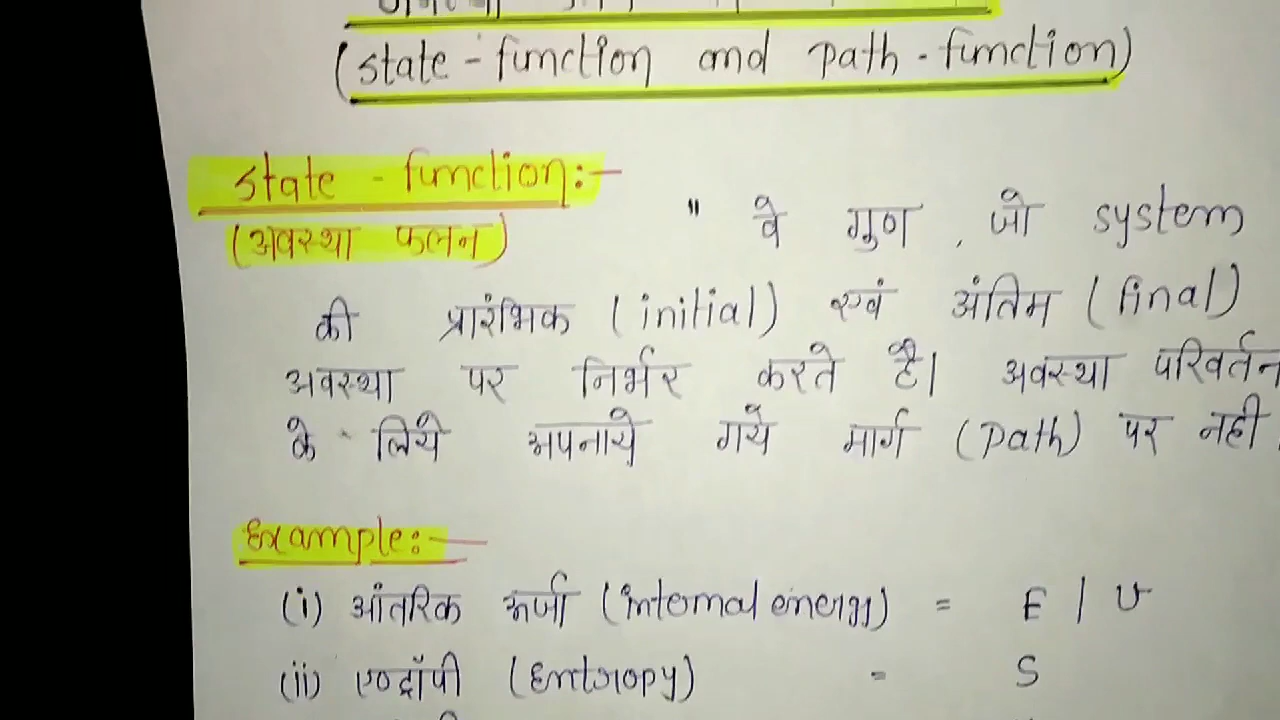 (state - function and path - function)
state - function:-
(अवस्था फलन)
" वे गुण , जो system
की प्रारंभिक (initial) एवं अंतिम (final)
अवस्था पर निर्भर करते है। अवस्था परिवर्तन
के लिये अपनाये गये मार्ग (path) पर नही
Example:-
(i) आंतरिक ऊर्जा (internal energy) = E / U
(ii) एण्ट्रॉपी (Entropy) = S